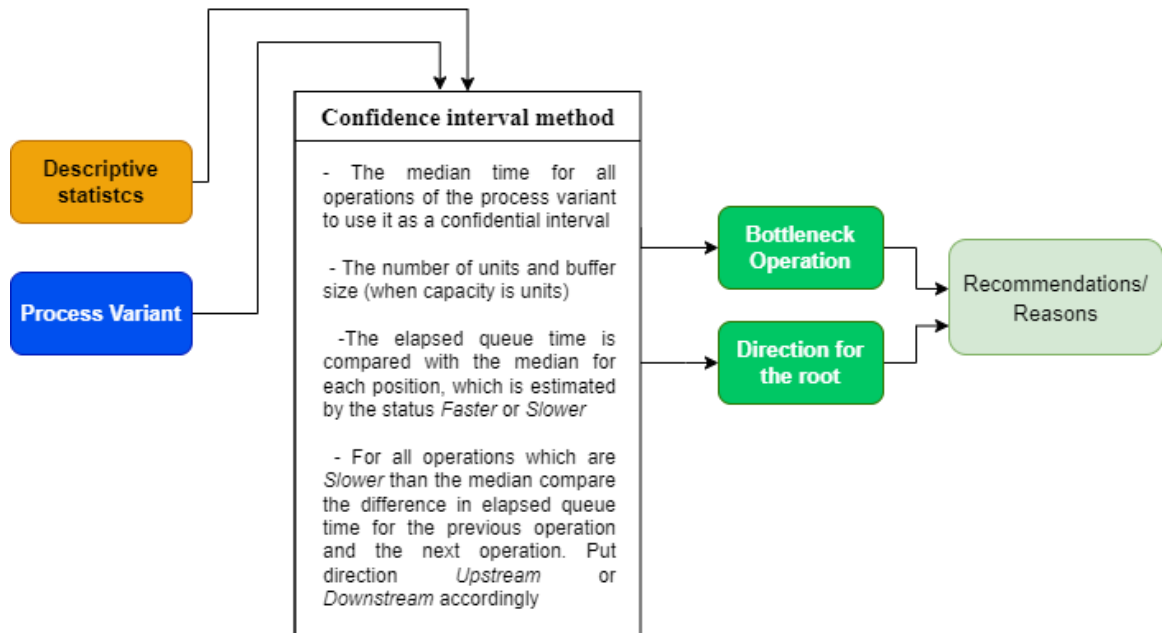 Confidence interval method
Descriptive
statistcs
Process Variant
- The median time for all
operations of the process variant
to use it as a confidential interval
- The number of units and buffer
size (when capacity is units)
-The elapsed queue time is
compared with the median for
each position, which is estimated
by the status Faster or Slower
- For all operations which are
Slower than the median compare
the difference in elapsed queue
time for the previous operation
and the next operation. Put
direction Upstream or
Downstream accordingly
Bottleneck
Operation
Direction for
the root
Recommendations/
Reasons